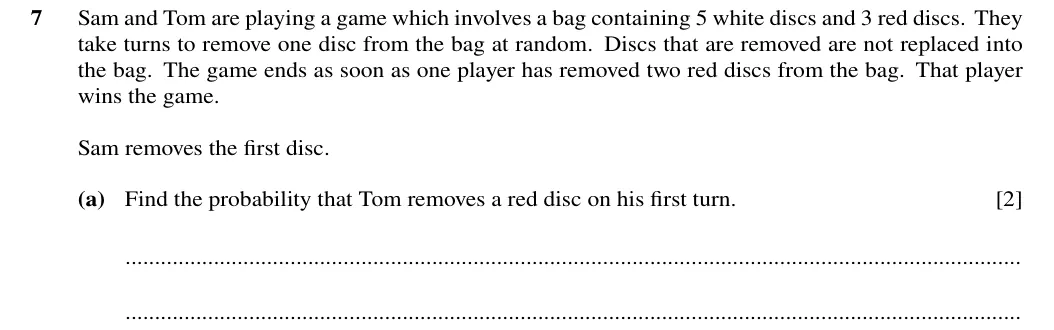 7 Sam and Tom are playing a game which involves a bag containing 5 white discs and 3 red discs. They
take turns to remove one disc from the bag at random. Discs that are removed are not replaced into
the bag. The game ends as soon as one player has removed two red discs from the bag. That player
wins the game.
Sam removes the first disc.
(a) Find the probability that Tom removes a red disc on his first turn. [2]